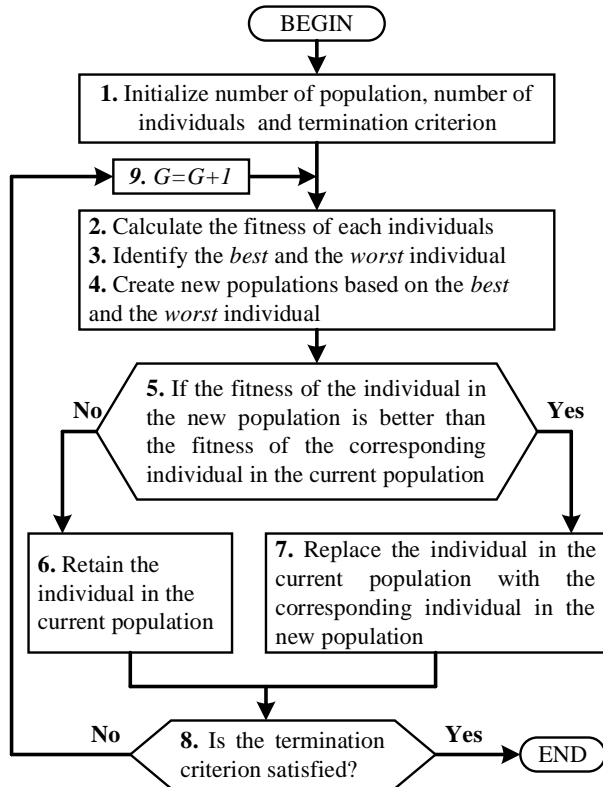 BEGIN
1. Initialize number of population, number of
individuals and termination criterion
9. G=G+1
2. Calculate the fitness of each individuals
3. Identify the best and the worst individual
4. Create new populations based on the best
and the worst individual
5. If the fitness of the individual in
the new population is better than
the fitness of the corresponding
individual in the current population
No
Yes
6. Retain the
individual in the
current population
7. Replace the individual in the
current population with the
corresponding individual in the
new population
8. Is the termination
criterion satisfied?
No
Yes
END